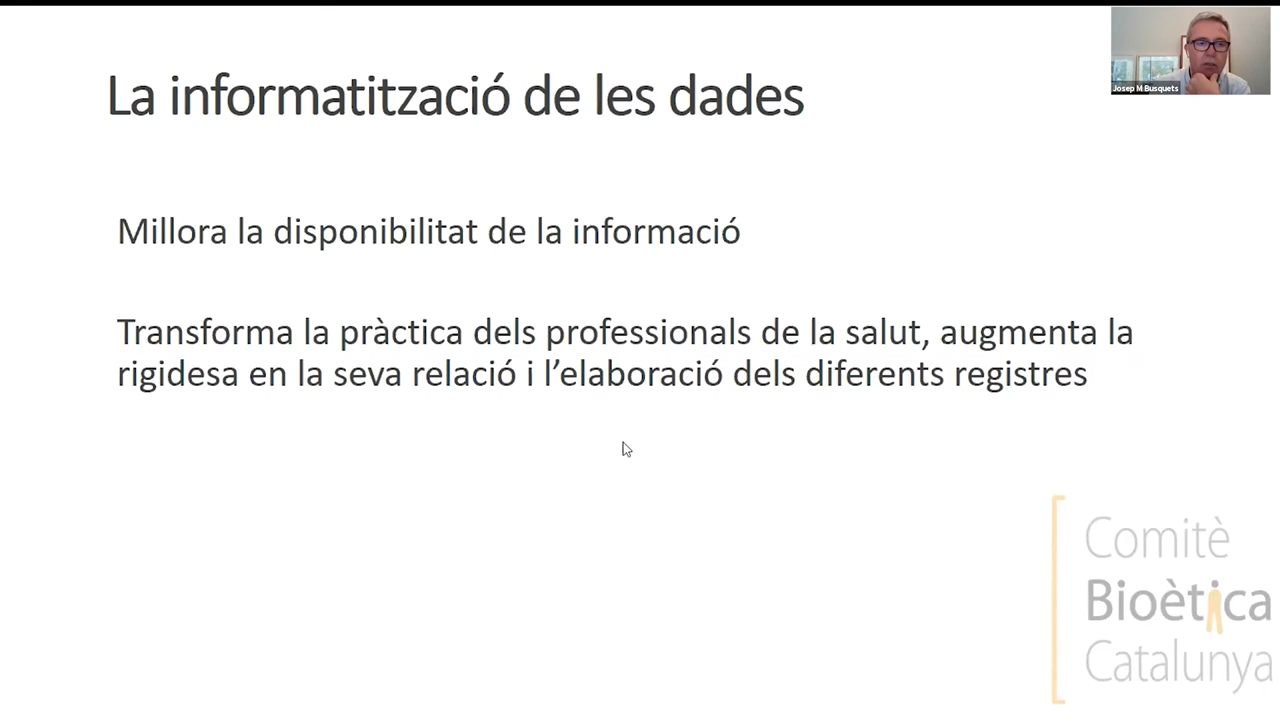 La informatització de les dades
Josep M Busquets
Millora la disponibilitat de la informació
Transforma la pràctica dels professionals de la salut, augmenta la
rigidesa en la seva relació i l’elaboració dels diferents registres
Comitè
Bioètica
Catalunya